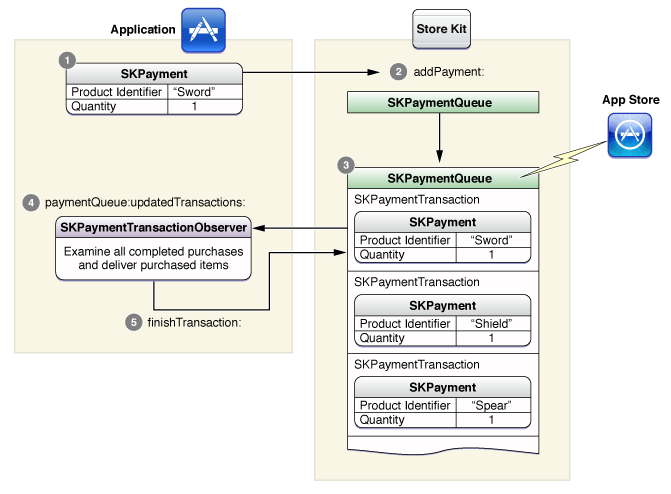 Application
Store Kit
App Store
1
SKPayment
Product Identifier “Sword”
Quantity 1
2 addPayment:
SKPaymentQueue
3
SKPaymentQueue
SKPaymentTransaction
SKPayment
Product Identifier “Sword”
Quantity 1
SKPaymentTransaction
SKPayment
Product Identifier “Shield”
Quantity 1
SKPaymentTransaction
SKPayment
Product Identifier “Spear”
Quantity 1
4 paymentQueue:updatedTransactions:
SKPaymentTransactionObserver
Examine all completed purchases
and deliver purchased items
5 finishTransaction: